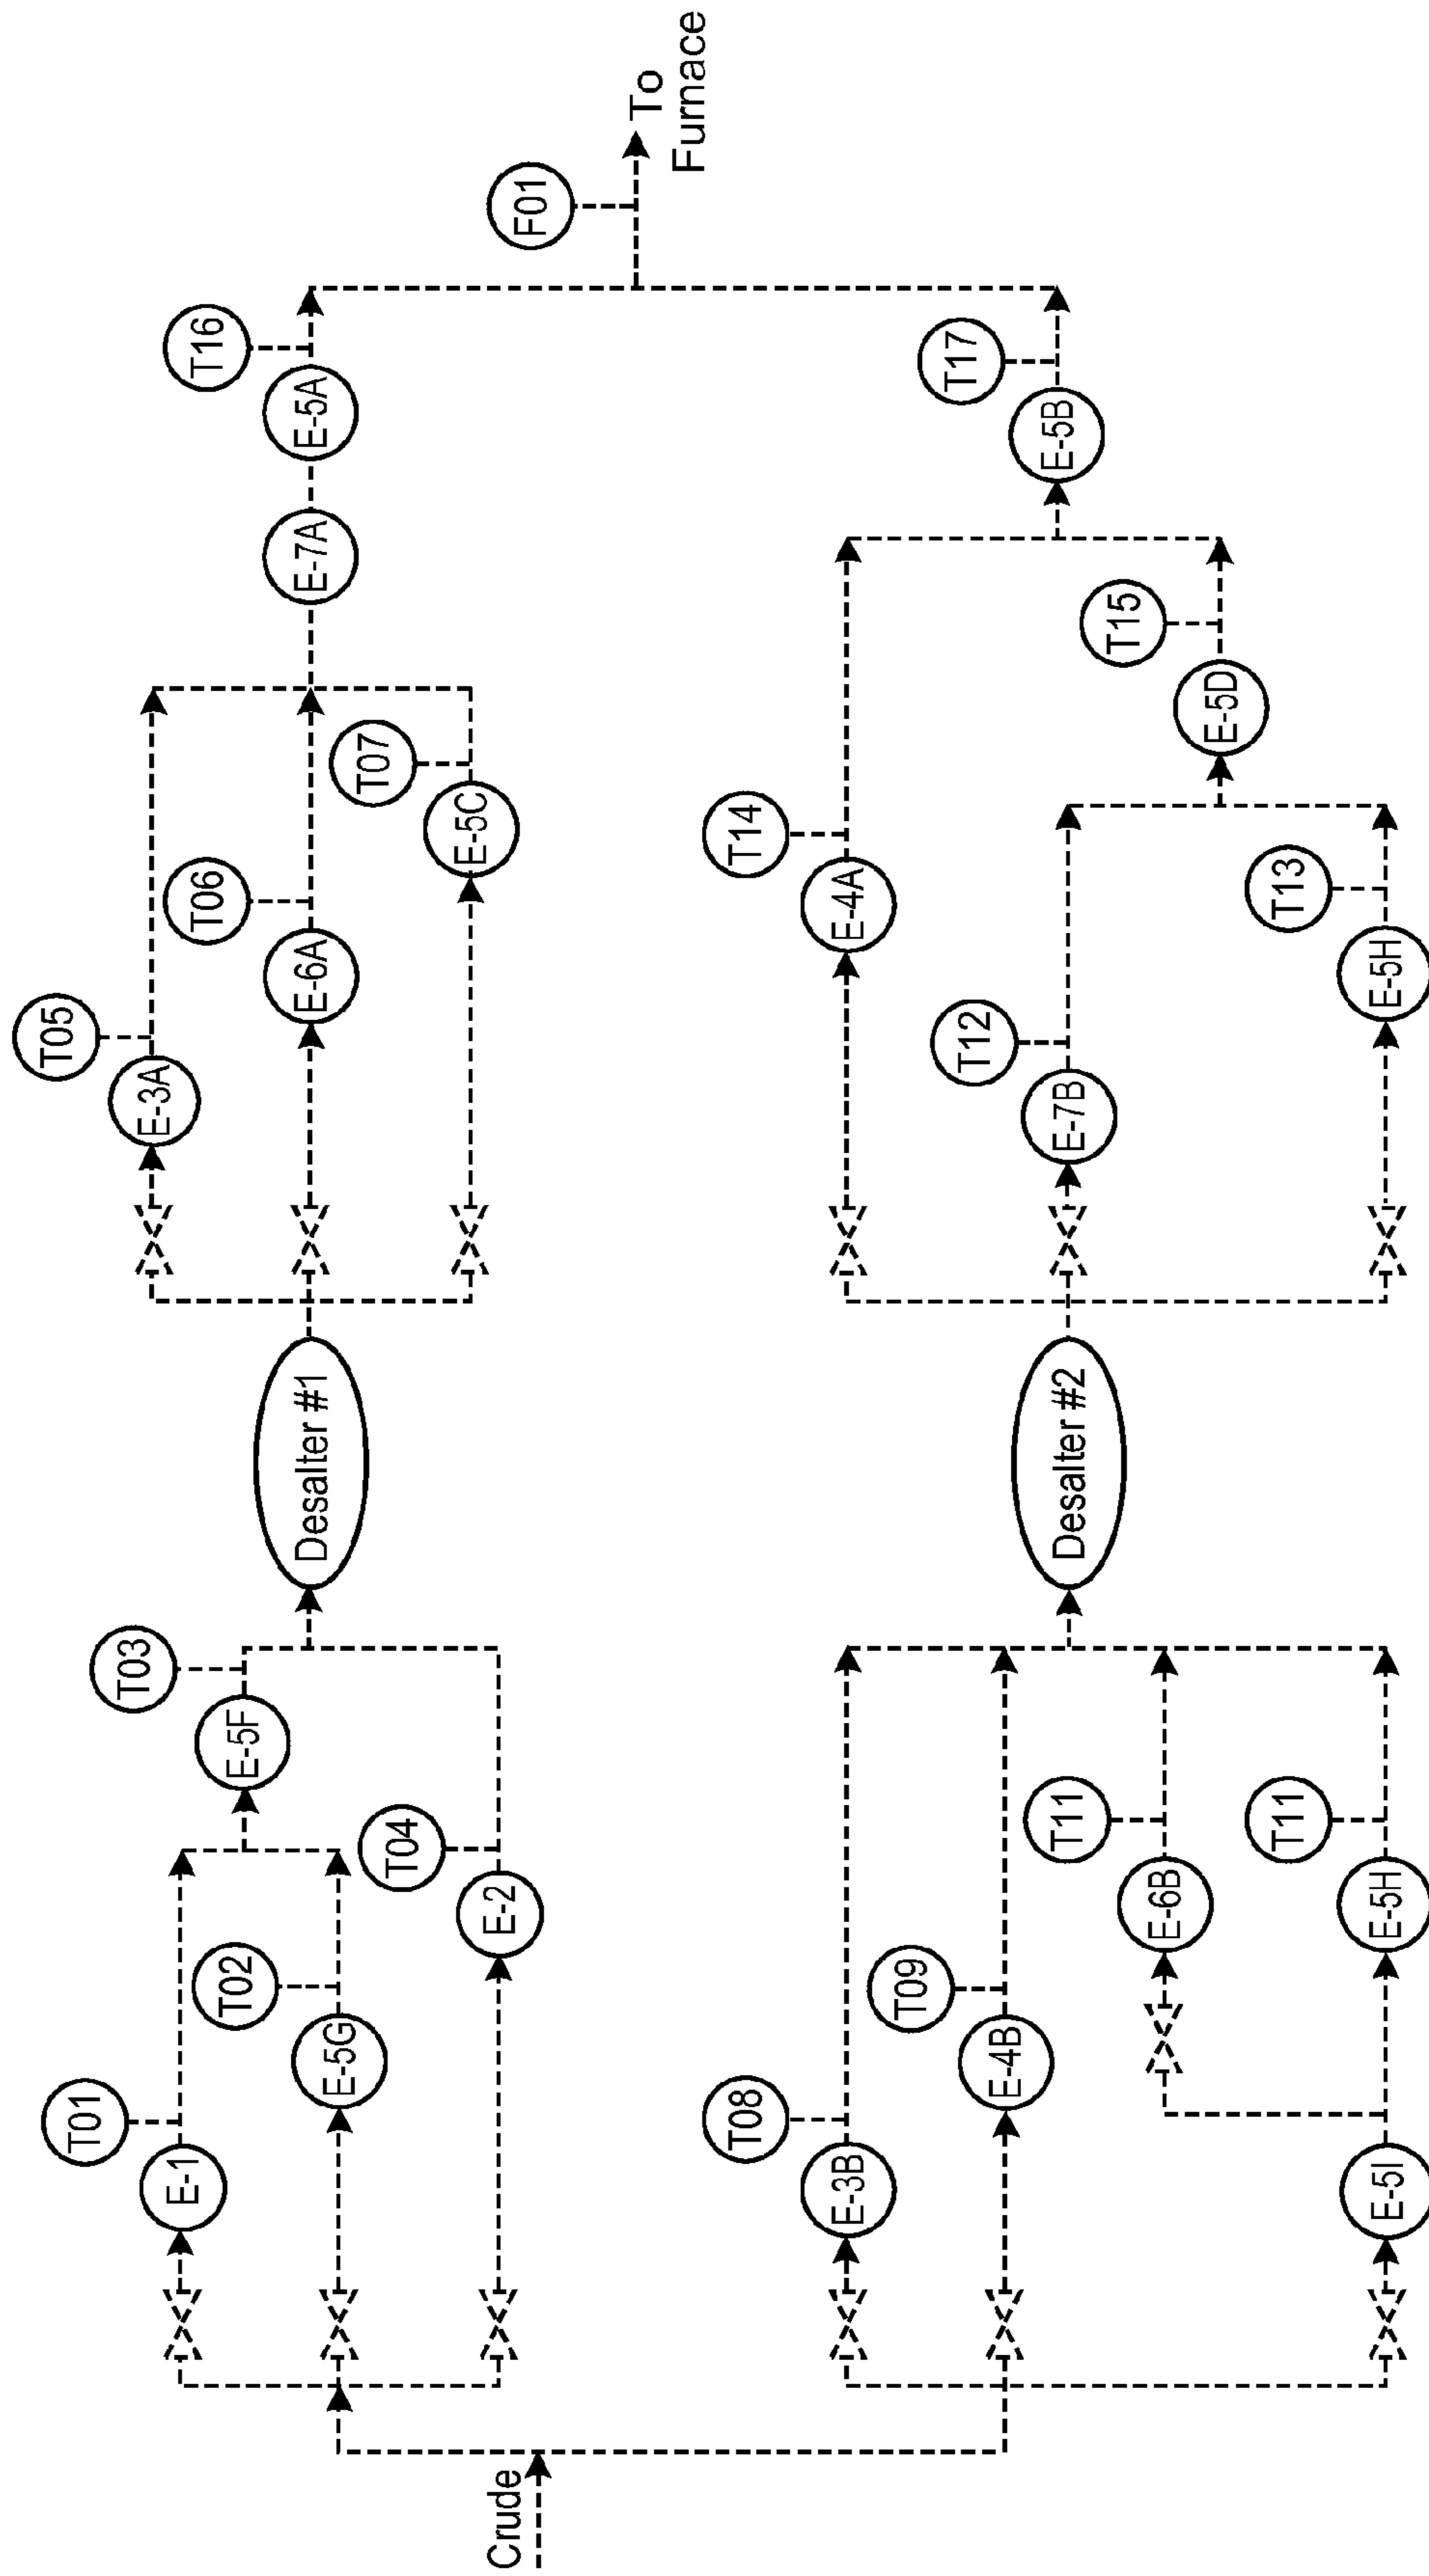 Crude
T01
E-1
T02
E-5G
T04
E-2
T03
E-5F
Desalter #1
T05
E-3A
T06
E-6A
T07
E-5C
E-7A
T16
E-5A
T08
E-3B
T09
E-4B
T11
E-6B
E-5I
T11
E-5H
Desalter #2
T14
E-4A
T12
E-7B
T13
E-5H
T15
E-5D
T17
E-5B
F01
To
Furnace